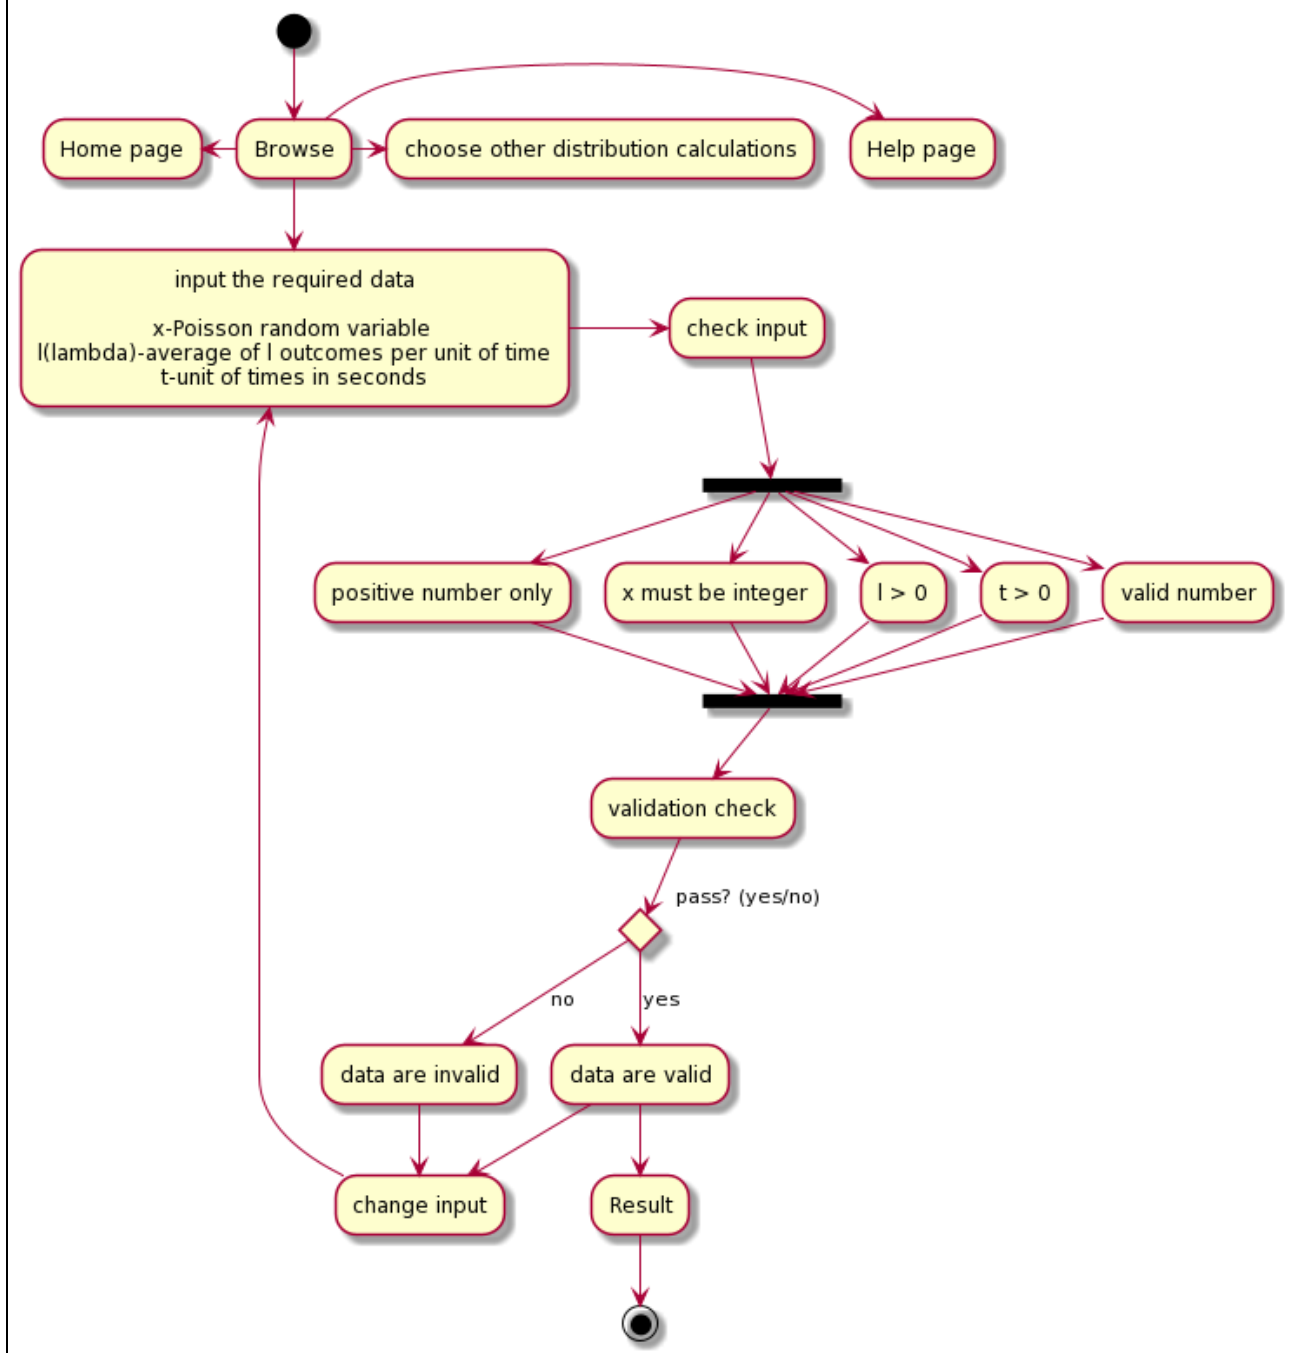 Home page
Browse
choose other distribution calculations
Help page
input the required data
x-Poisson random variable
l(lambda)-average of l outcomes per unit of time
t-unit of times in seconds
check input
positive number only
x must be integer
l > 0
t > 0
valid number
validation check
pass? (yes/no)
no
yes
data are invalid
data are valid
change input
Result